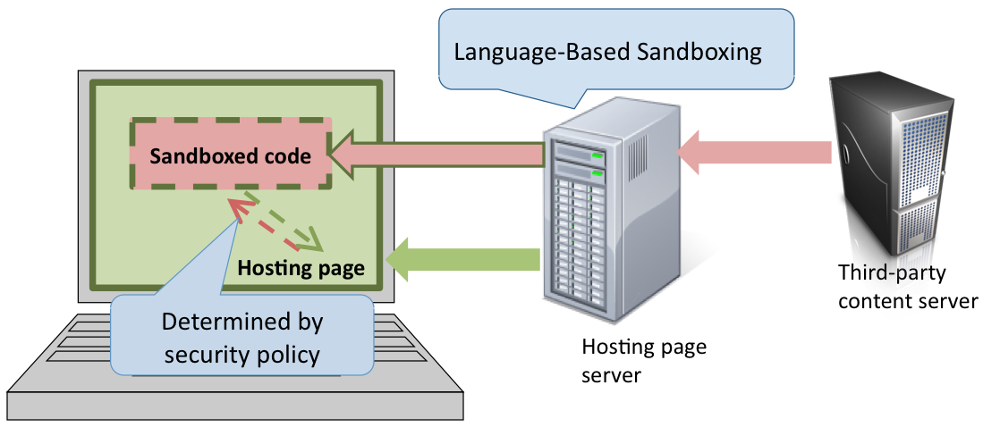 Language-Based Sandboxing
Sandboxed code
Hosting page
Determined by
security policy
Third-party
content server
Hosting page
server